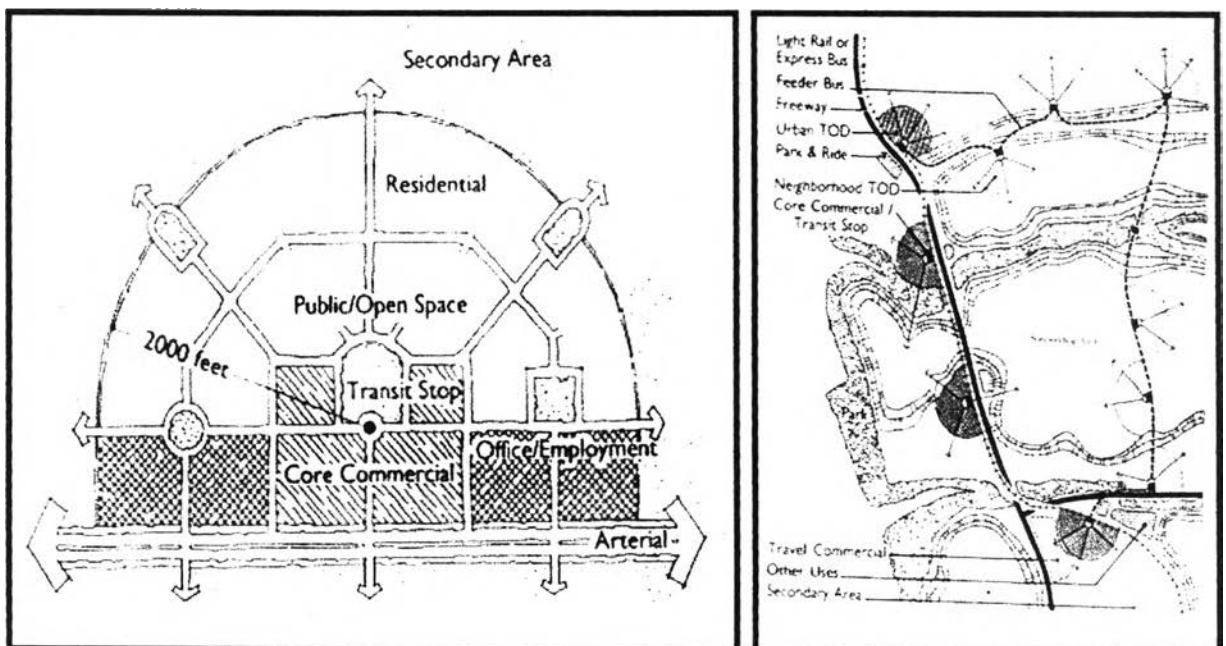 Secondary Area
Residential
Public/Open Space
2000 feet
Transit Stop
Office/Employment
Core Commercial
Arterial
Light Rail or
Express Bus
Feeder Bus
Freeway
Urban TOD
Park & Ride
Neighborhood TOD
Core Commercial /
Transit Stop
Secondary
Park
Travel Commercial
Other Uses
Secondary Area